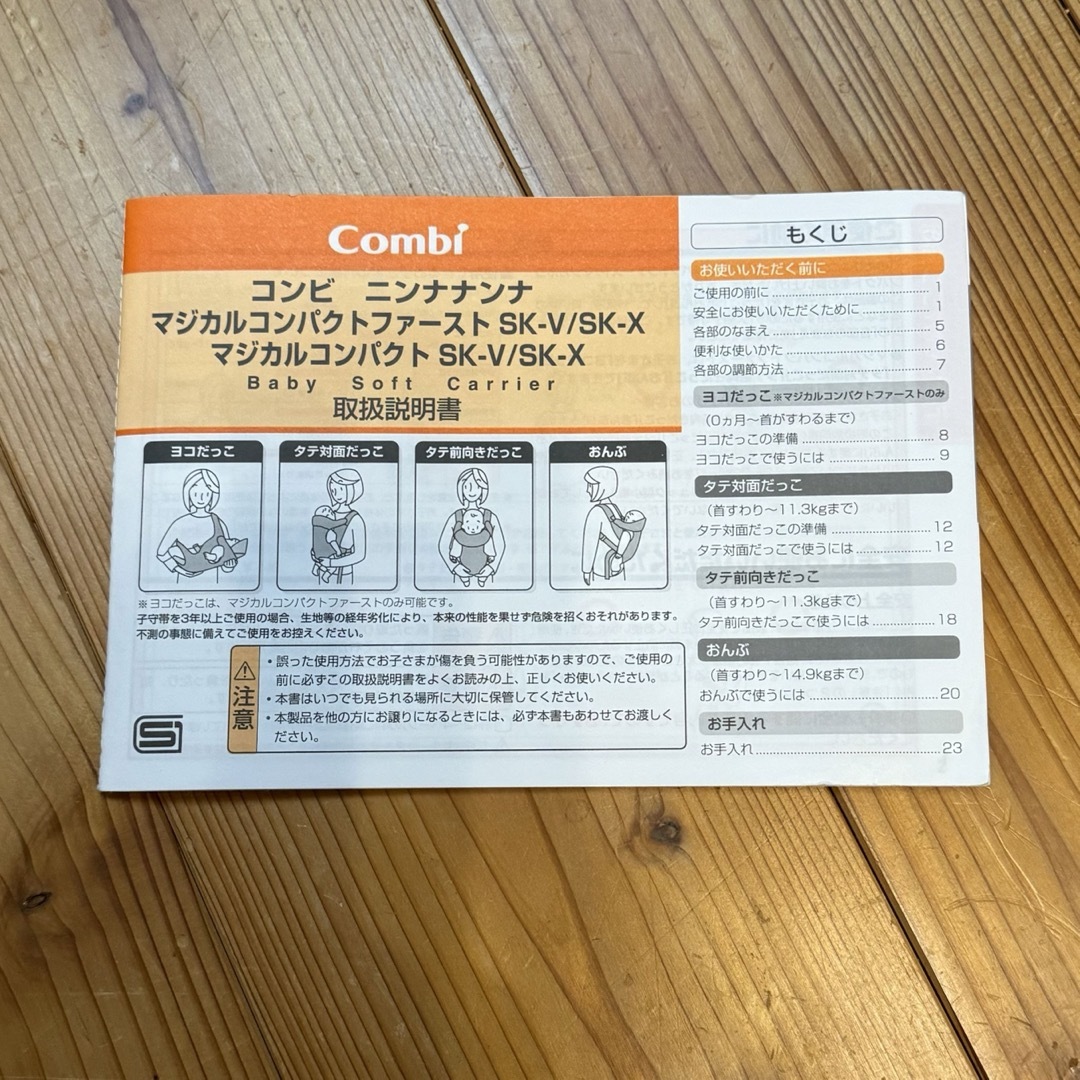 Combi
コンビ ニンナナンナ
マジカルコンパクトファースト SK-V/SK-X
マジカルコンパクト SK-V/SK-X
Baby Soft Carrier
取扱説明書
ヨコだっこ
タテ対面だっこ
タテ前向きだっこ
おんぶ
※ヨコだっこは、マジカルコンパクトファーストのみ可能です。
子守帯を3年以上ご使用の場合、生地等の経年劣化により、本来の性能を果せず危険を招くおそれがあります。
不測の事態に備えてご使用をお控えください。
注意
・誤った使用方法でお子さまが傷を負う可能性がありますので、ご使用の
前に必ずこの取扱説明書をよくお読みの上、正しくお使いください。
・本書はいつでも見られる場所に大切に保管してください。
・本製品を他の方にお譲りになるときには、必ず本書もあわせてお渡しく
ださい。
もくじ
お使いいただく前に
ご使用の前に 1
安全にお使いいただくために 1
各部のなまえ 5
便利な使いかた 6
各部の調節方法 7
ヨコだっこ ※マジカルコンパクトファーストのみ
（0ヵ月～首がすわるまで）
ヨコだっこの準備 8
ヨコだっこで使うには 9
タテ対面だっこ
（首すわり～11.3kgまで）
タテ対面だっこの準備 12
タテ対面だっこで使うには 12
タテ前向きだっこ
（首すわり～11.3kgまで）
タテ前向きだっこで使うには 18
おんぶ
（首すわり～14.9kgまで）
おんぶで使うには 20
お手入れ
お手入れ 23